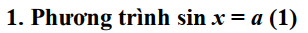 1. Phương trình sin x = a (1)